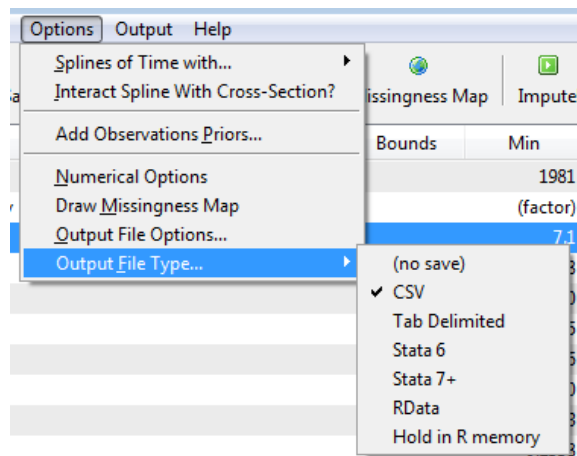 Options Output Help
Splines of Time with...
Interact Spline With Cross-Section?
Add Observations Priors...
Numerical Options
Draw Missingness Map
Output File Options...
Output File Type...
(no save)
CSV
Tab Delimited
Stata 6
Stata 7+
RData
Hold in R memory
issingness Map Impute
Bounds Min
1981
(factor)
7.1